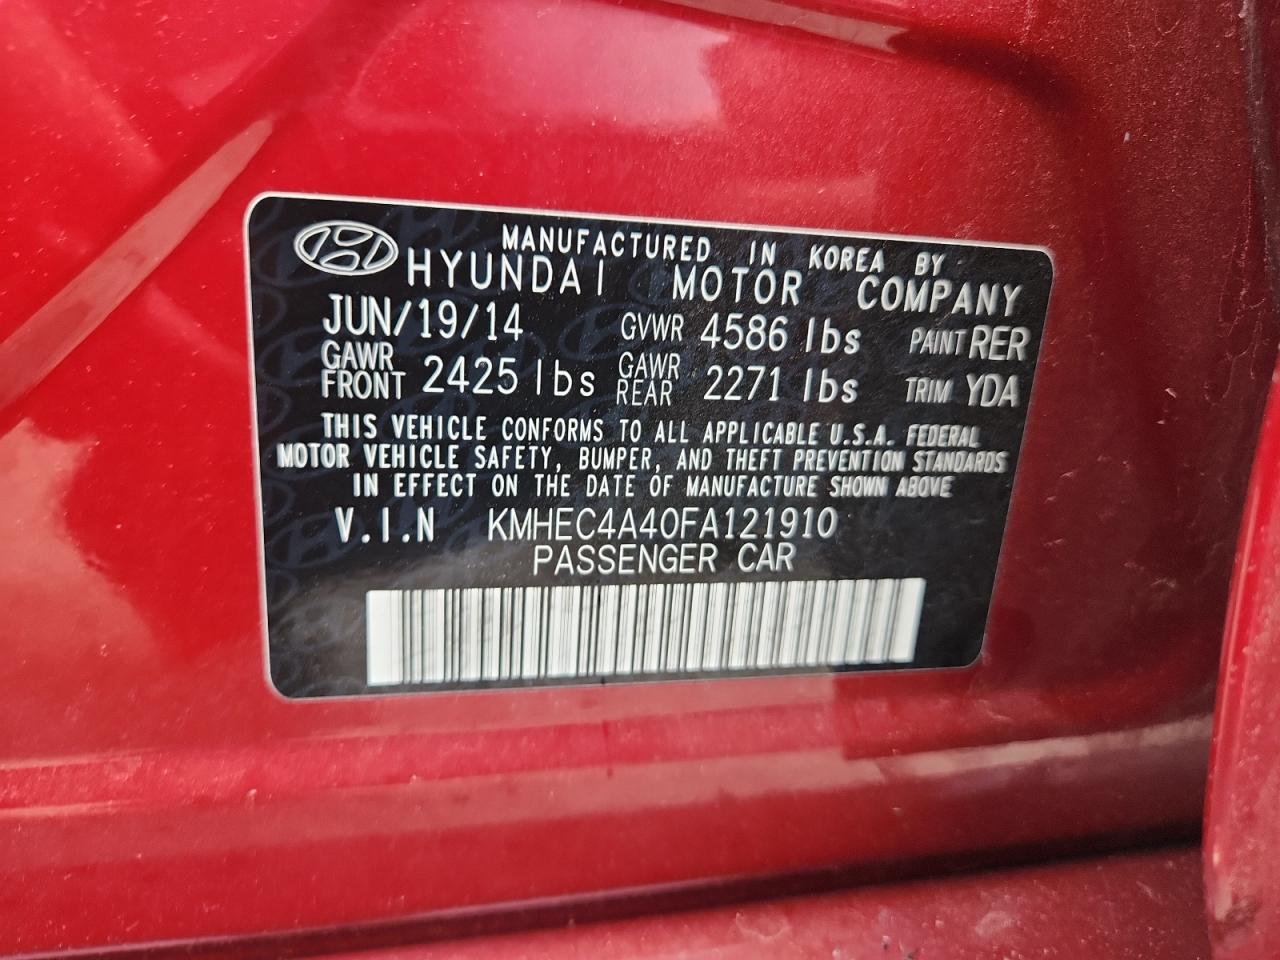 MANUFACTURED IN KOREA BY
HYUNDAI MOTOR COMPANY
JUN/19/14 GVWR 4586 lbs PAINT RER
GAWR FRONT 2425 lbs GAWR REAR 2271 lbs TRIM YDA
THIS VEHICLE CONFORMS TO ALL APPLICABLE U.S.A. FEDERAL
MOTOR VEHICLE SAFETY, BUMPER, AND THEFT PREVENTION STANDARDS
IN EFFECT ON THE DATE OF MANUFACTURE SHOWN ABOVE
V.I.N KMHEC4A40FA121910
PASSENGER CAR